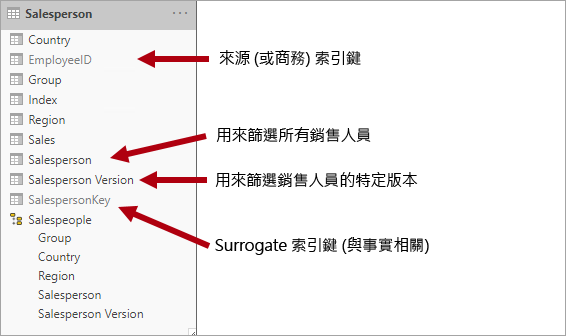 Salesperson ...
Country
EmployeeID
來源 (或商務) 索引鍵
Group
Index
Region
Sales
用來篩選所有銷售人員
Salesperson
Salesperson Version
用來篩選銷售人員的特定版本
SalespersonKey
Salespeople
Group
Surrogate 索引鍵 (與事實相關)
Country
Region
Salesperson
Salesperson Version